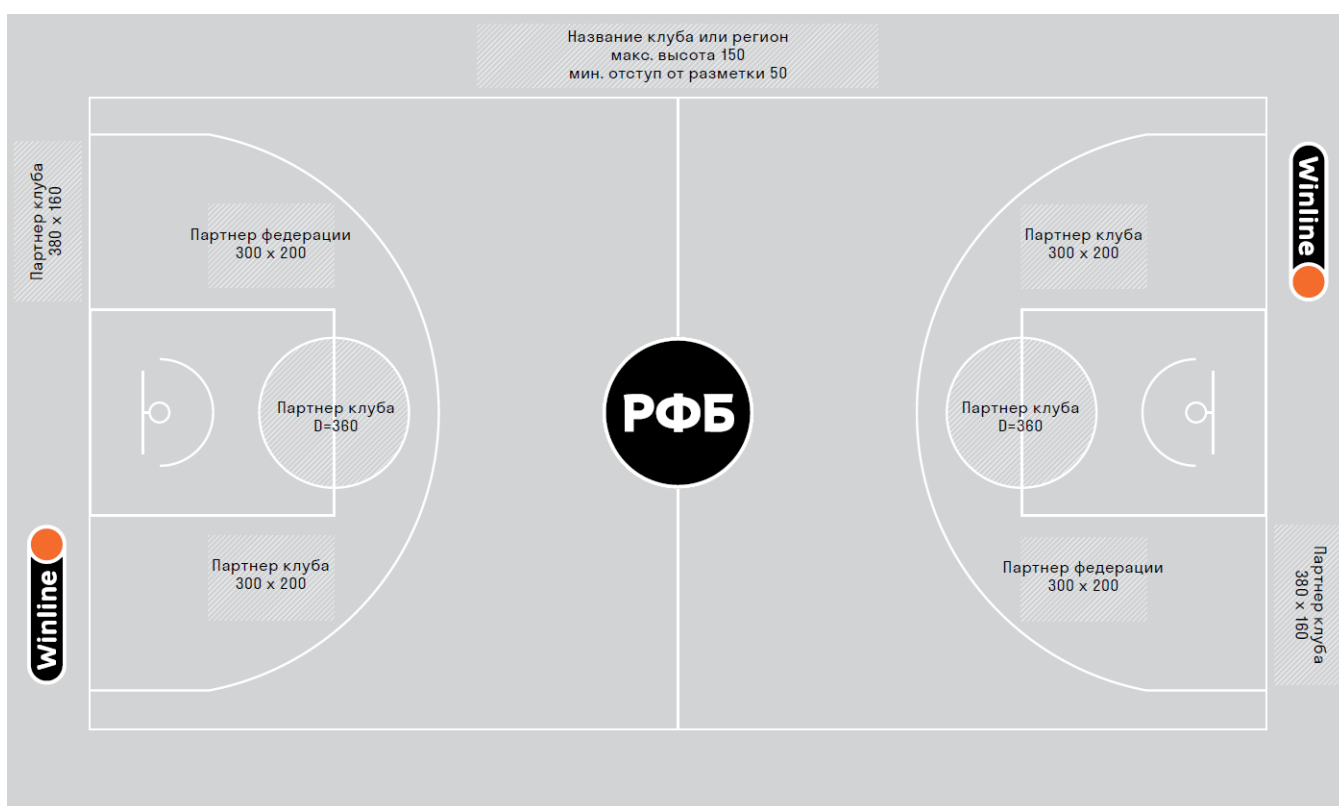 Название клуба или регион
макс. высота 150
мин. отступ от разметки 50
Партнер клуба
380 x 160
Winline
Партнер федерации
300 x 200
Партнер клуба
300 x 200
Партнер клуба
D=360
РФБ
Партнер клуба
D=360
Партнер клуба
300 x 200
Партнер федерации
300 x 200
Winline
Партнер клуба
380 x 160